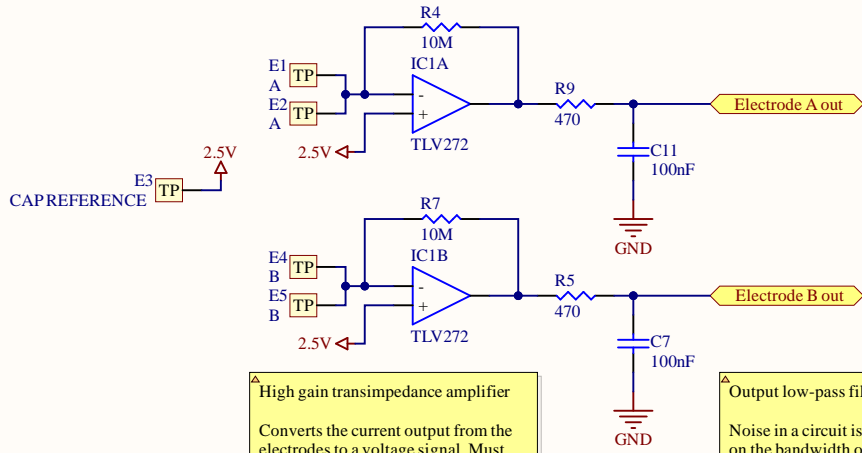 R4
10M
IC1A
E1
A
TP
E2
A
TP
-
+
2.5V
TLV272
R9
470
Electrode A out
C11
100nF
GND
2.5V
E3
TP
CAP REFERENCE
R7
10M
IC1B
E4
B
TP
E5
B
TP
-
+
2.5V
TLV272
R5
470
Electrode B out
C7
100nF
GND
High gain transimpedance amplifier
Converts the current output from the
electrodes to a voltage signal. Must
Output low-pass fil
Noise in a circuit is
on the bandwidth o